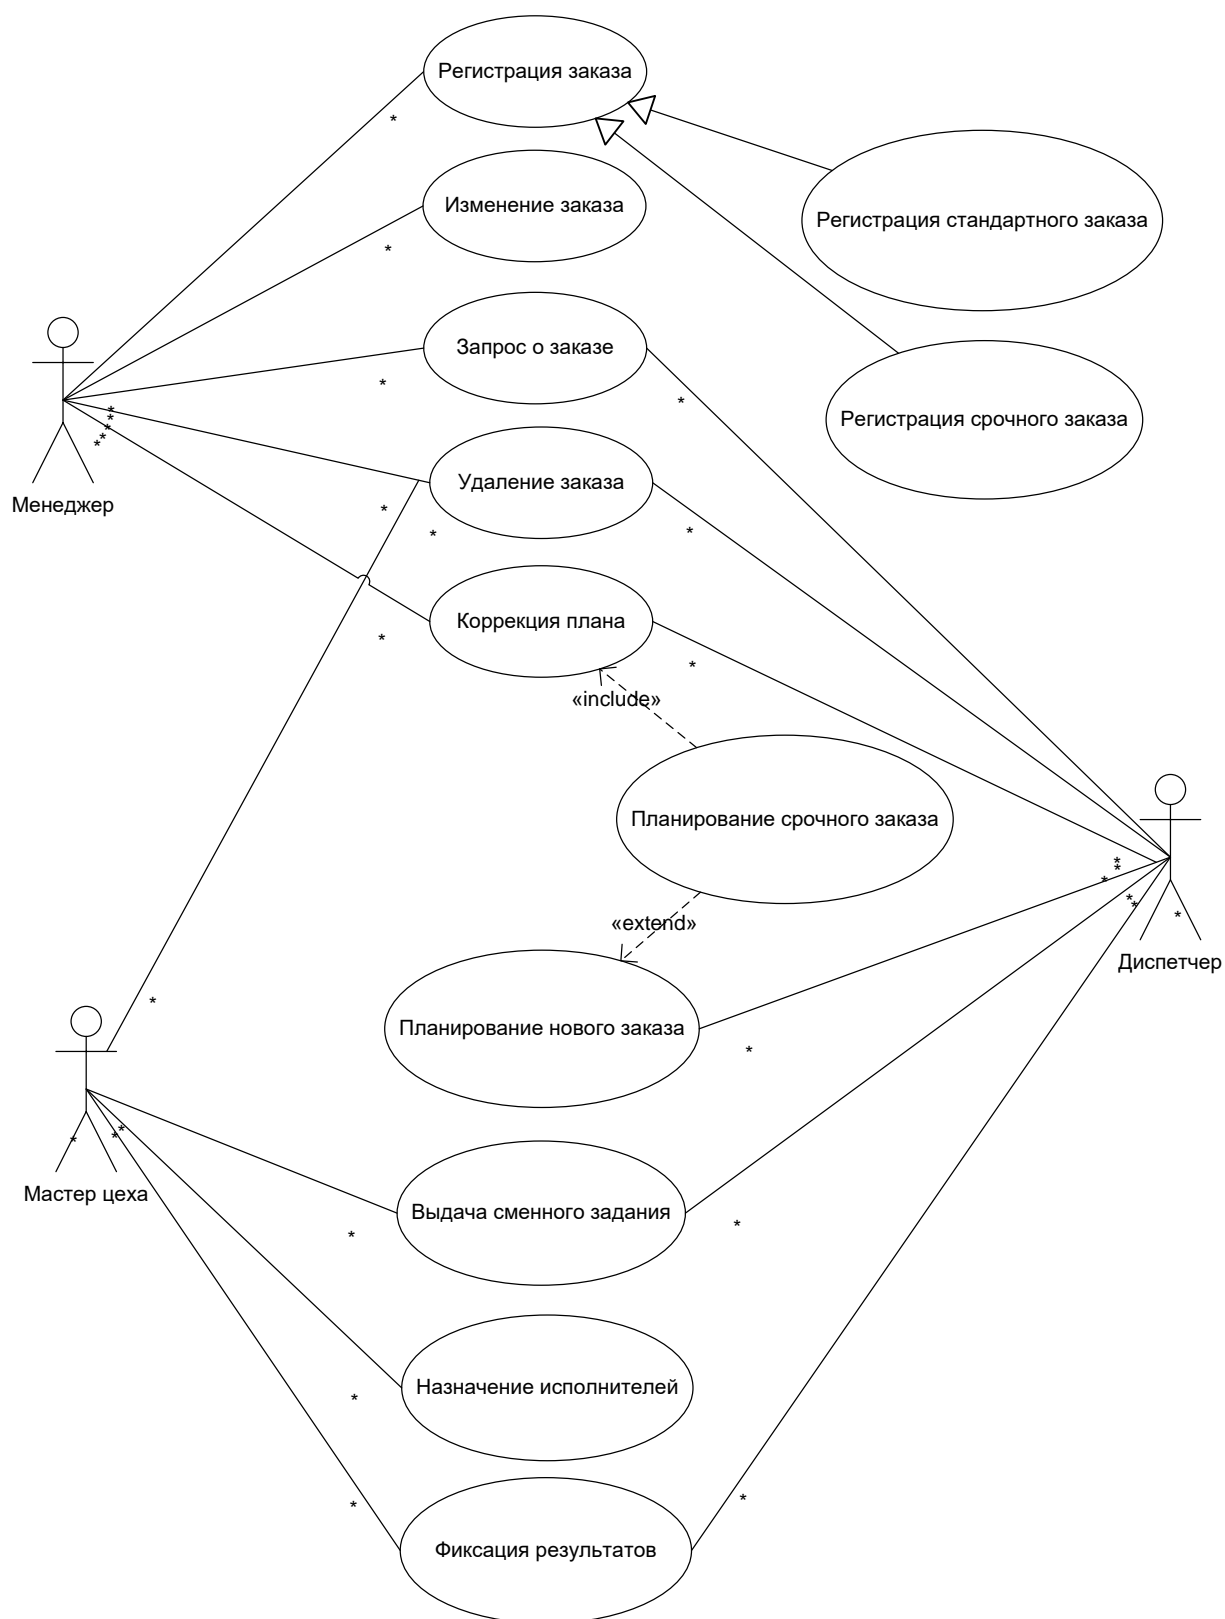 Регистрация заказа
Изменение заказа
Регистрация стандартного заказа
Запрос о заказе
Регистрация срочного заказа
Удаление заказа
Менеджер
Коррекция плана
«include»
Планирование срочного заказа
«extend»
Диспетчер
Планирование нового заказа
Мастер цеха
Выдача сменного задания
Назначение исполнителей
Фиксация результатов